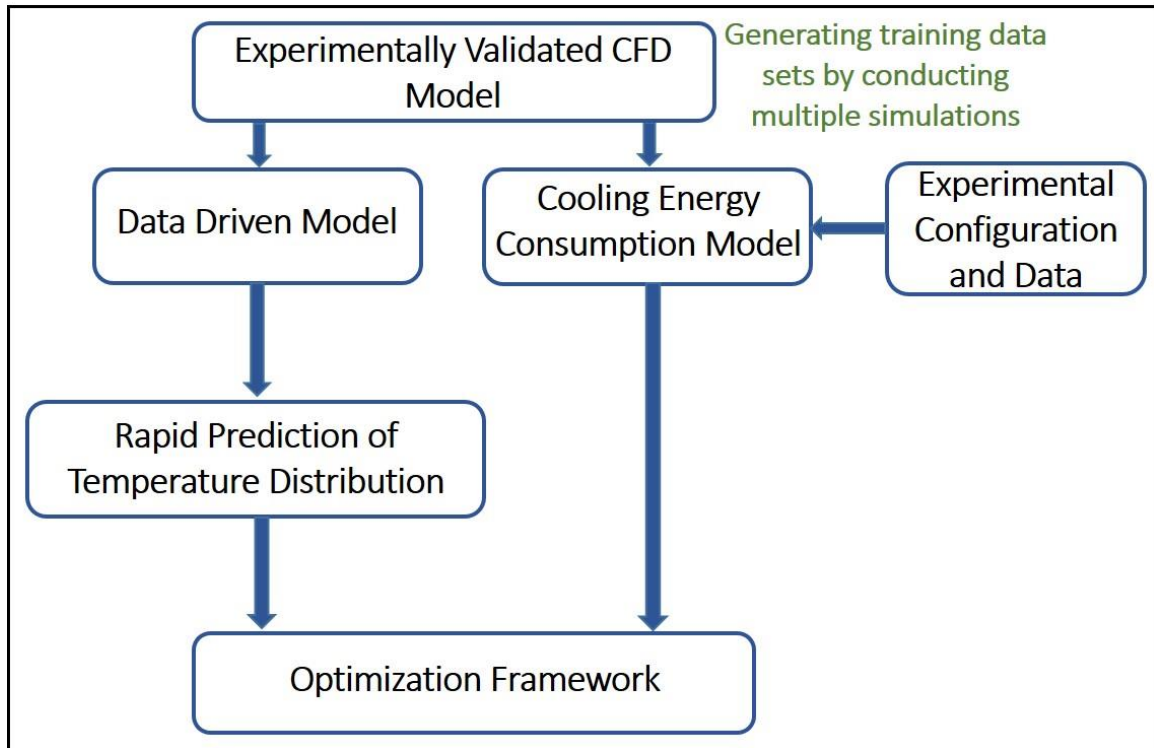 Experimentally Validated CFD
Model
Generating training data
sets by conducting
multiple simulations
Data Driven Model
Cooling Energy
Consumption Model
Experimental
Configuration
and Data
Rapid Prediction of
Temperature Distribution
Optimization Framework